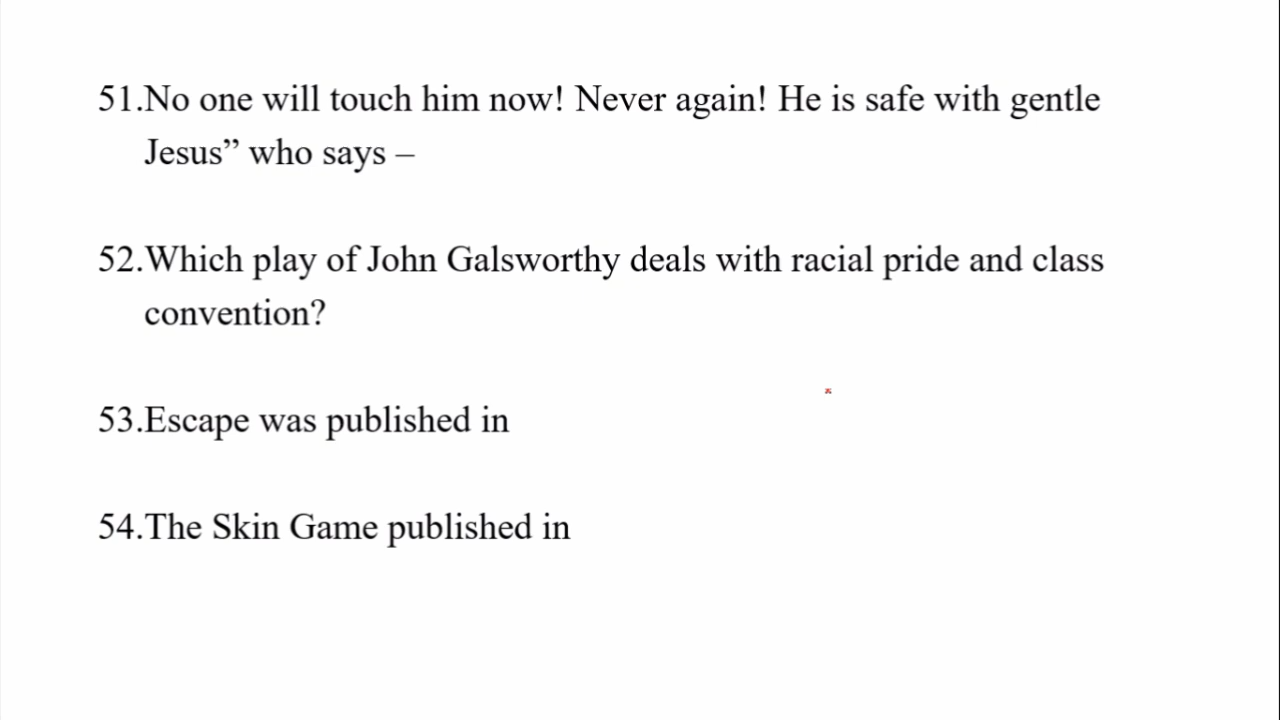 51.No one will touch him now! Never again! He is safe with gentle
Jesus” who says –
52.Which play of John Galsworthy deals with racial pride and class
convention?
53.Escape was published in
54.The Skin Game published in